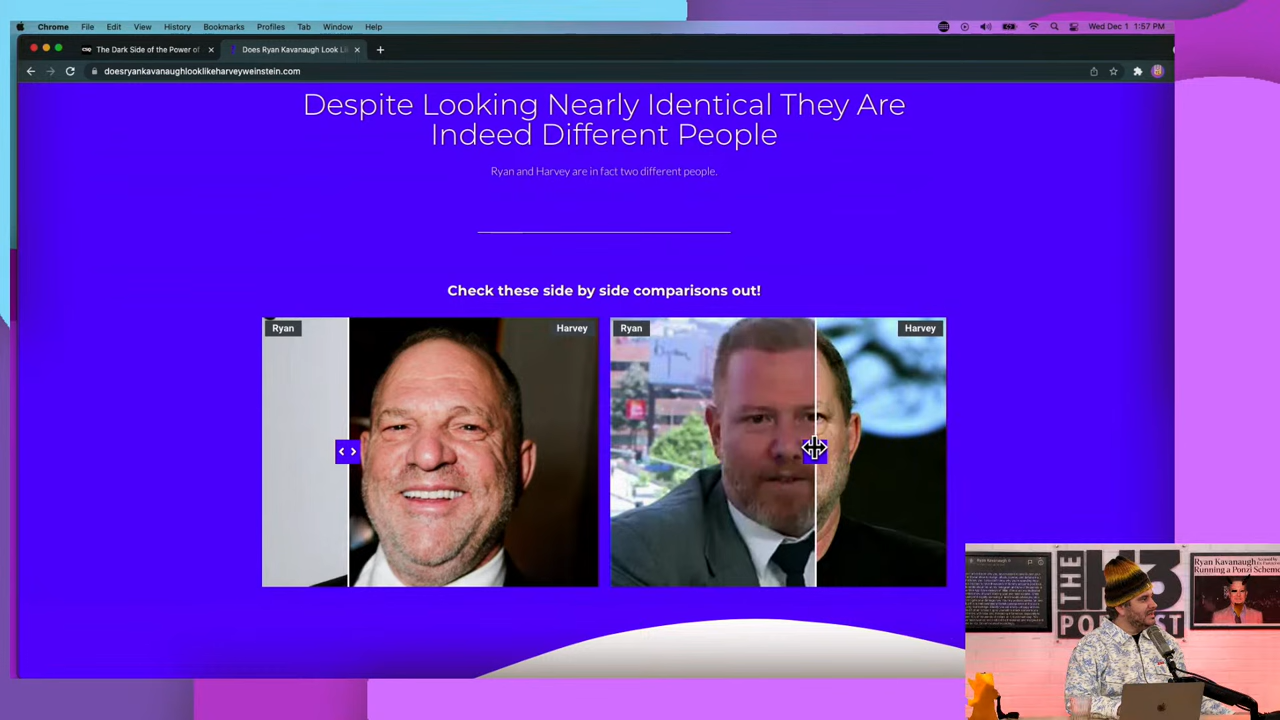 Chrome File Edit View History Bookmarks Profiles Tab Window Help
Wed Dec 1 1:57 PM
The Dark Side of the Power of
Does Ryan Kavanaugh Look Li
doesryankavanaughlooklikeharveyweinstein.com
Despite Looking Nearly Identical They Are
Indeed Different People
Ryan and Harvey are in fact two different people.
Check these side by side comparisons out!
Ryan
Harvey
Ryan
Harvey
THE
PODCAST
Ryan Kavanaugh
Running a Ponzi Scheme